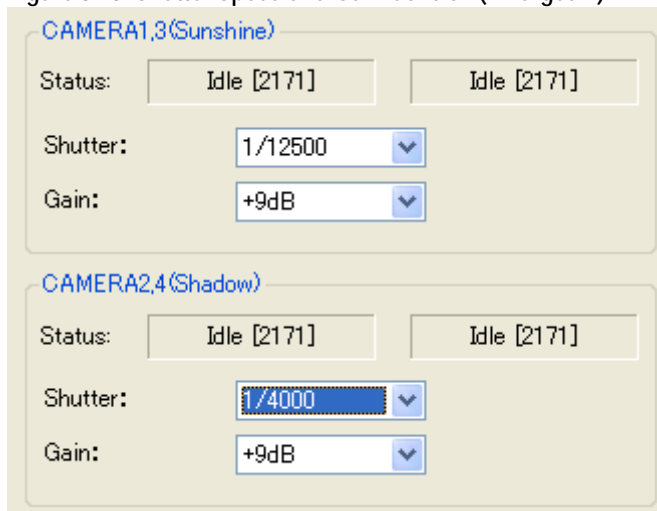 CAMERA1,3(Sunshine)
Status: Idle [2171] Idle [2171]
Shutter: 1/12500
Gain: +9dB
CAMERA2,4(Shadow)
Status: Idle [2171] Idle [2171]
Shutter: 1/4000
Gain: +9dB